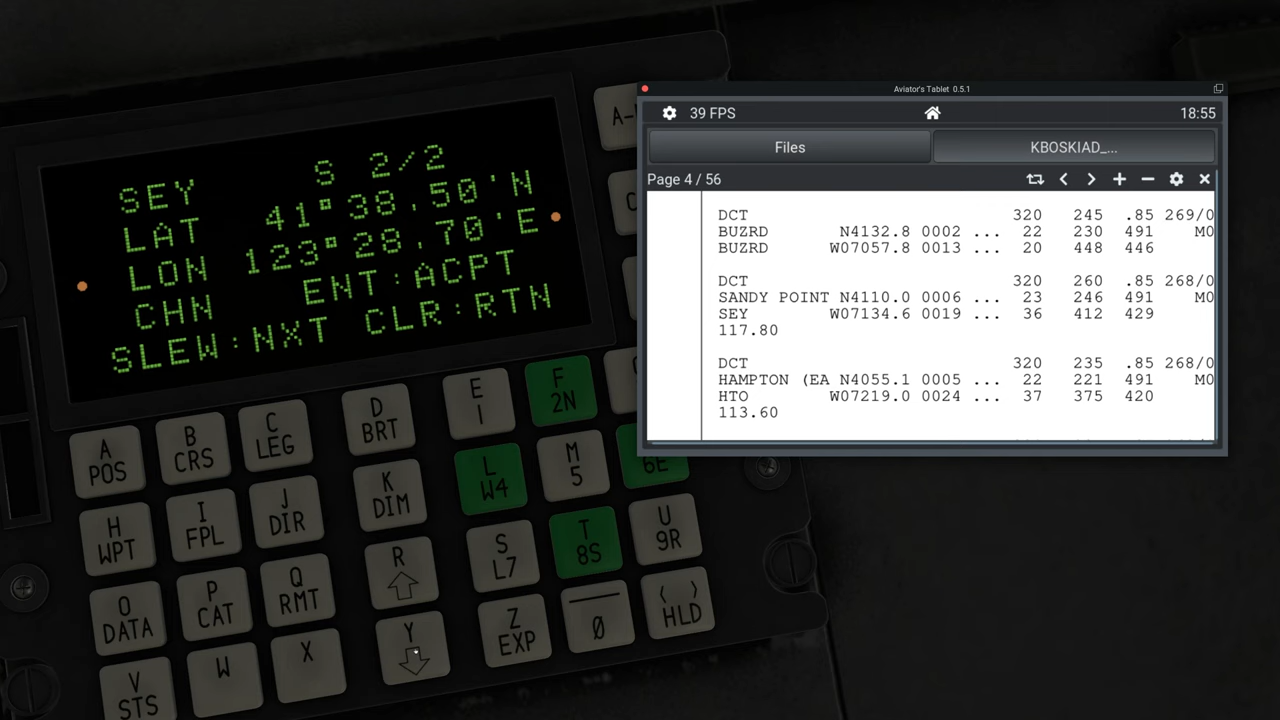 S 2/2
SEY
LAT 41°38.50'N
LON 123°28.70'E
CHN ENT:ACPT
SLEW:NXT CLR:RTN
A
POS
B
CRS
C
LEG
D
BRT
E
1
F
2N
H
WPT
I
FPL
J
DIR
K
DIM
L
W4
M
5
6E
O
DATA
P
CAT
Q
RMT
R
S
L7
T
8S
U
9R
V
STS
W
X
Y
Z
EXP
0
( )
HLD
Aviator's Tablet 0.5.1
39 FPS 18:55
Files KBOSKIAD_...
Page 4 / 56
DCT 320 245 .85 269/0
BUZRD N4132.8 0002 ... 22 230 491 M0
BUZRD W07057.8 0013 ... 20 448 446
DCT 320 260 .85 268/0
SANDY POINT N4110.0 0006 ... 23 246 491 M0
SEY W07134.6 0019 ... 36 412 429
117.80
DCT 320 235 .85 268/0
HAMPTON (EA N4055.1 0005 ... 22 221 491 M0
HTO W07219.0 0024 ... 37 375 420
113.60